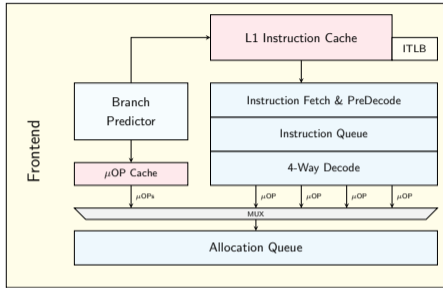 Frontend
L1 Instruction Cache
ITLB
Branch
Predictor
Instruction Fetch & PreDecode
Instruction Queue
μOP Cache
4-Way Decode
μOPs
μOP
μOP
μOP
μOP
MUX
Allocation Queue